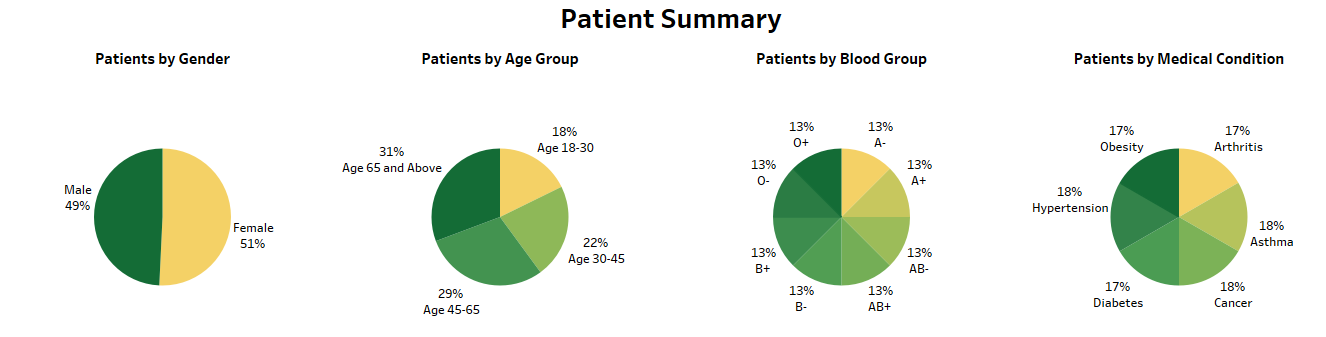 Patient Summary
Patients by Gender
Male
49%
Female
51%
Patients by Age Group
18%
Age 18-30
22%
Age 30-45
29%
Age 45-65
31%
Age 65 and Above
Patients by Blood Group
13%
A-
13%
A+
13%
AB-
13%
AB+
13%
B-
13%
B+
13%
O-
13%
O+
Patients by Medical Condition
17%
Arthritis
18%
Asthma
18%
Cancer
17%
Diabetes
18%
Hypertension
17%
Obesity